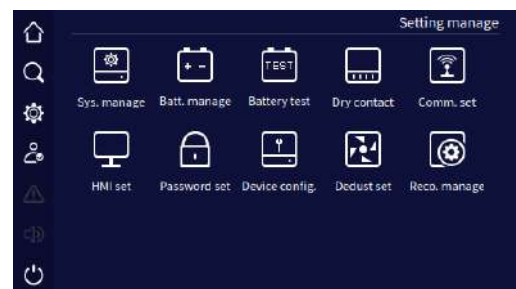 Setting manage
TEST
Sys. manage Batt. manage Battery test Dry contact Comm. set
HMI set Password set Device config. Dedust set Reco. manage